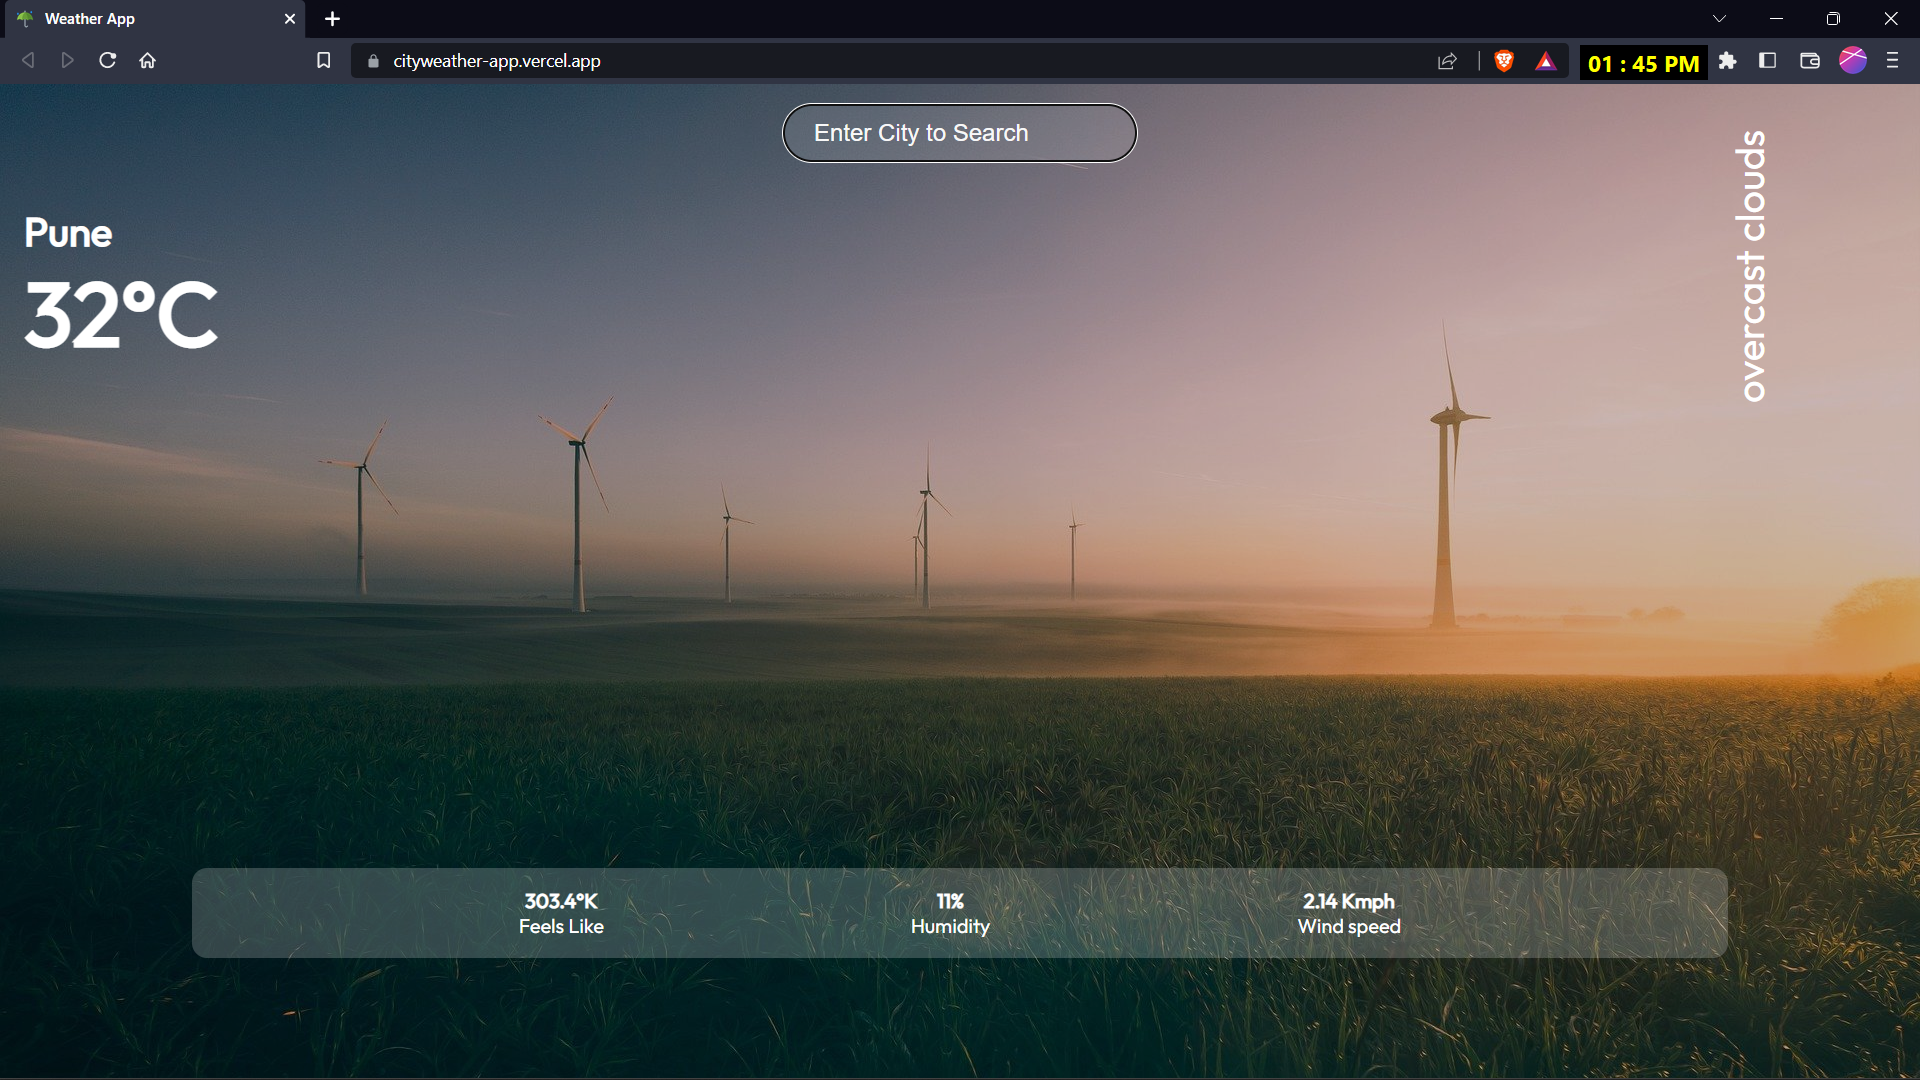 Weather App
cityweather-app.vercel.app
01 : 45 PM
Enter City to Search
Pune
32°C
overcast clouds
303.4°K
Feels Like
11%
Humidity
2.14 Kmph
Wind speed